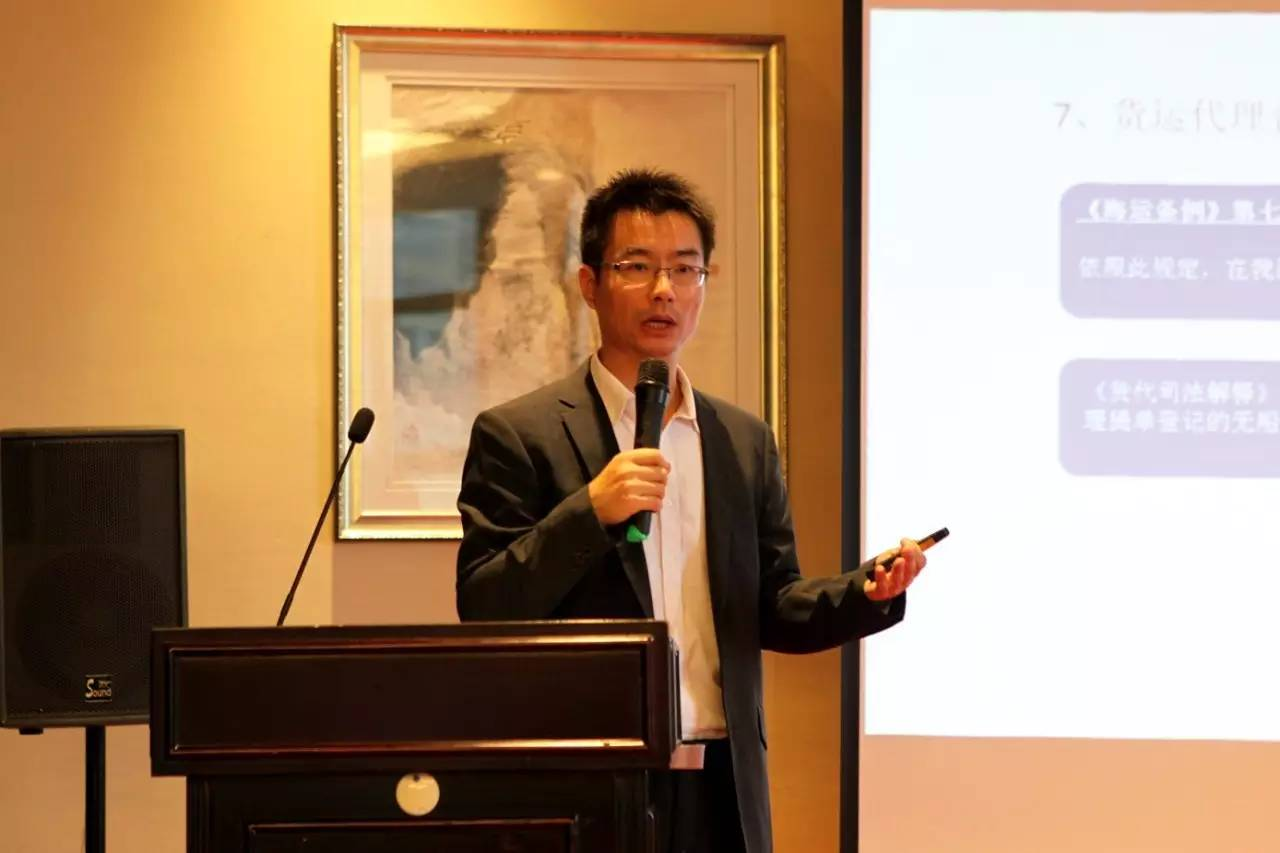 7、货运代理
《海运条例》第七
依照此规定，在我
《货代司法解释》
理提单登记的无船
Sound